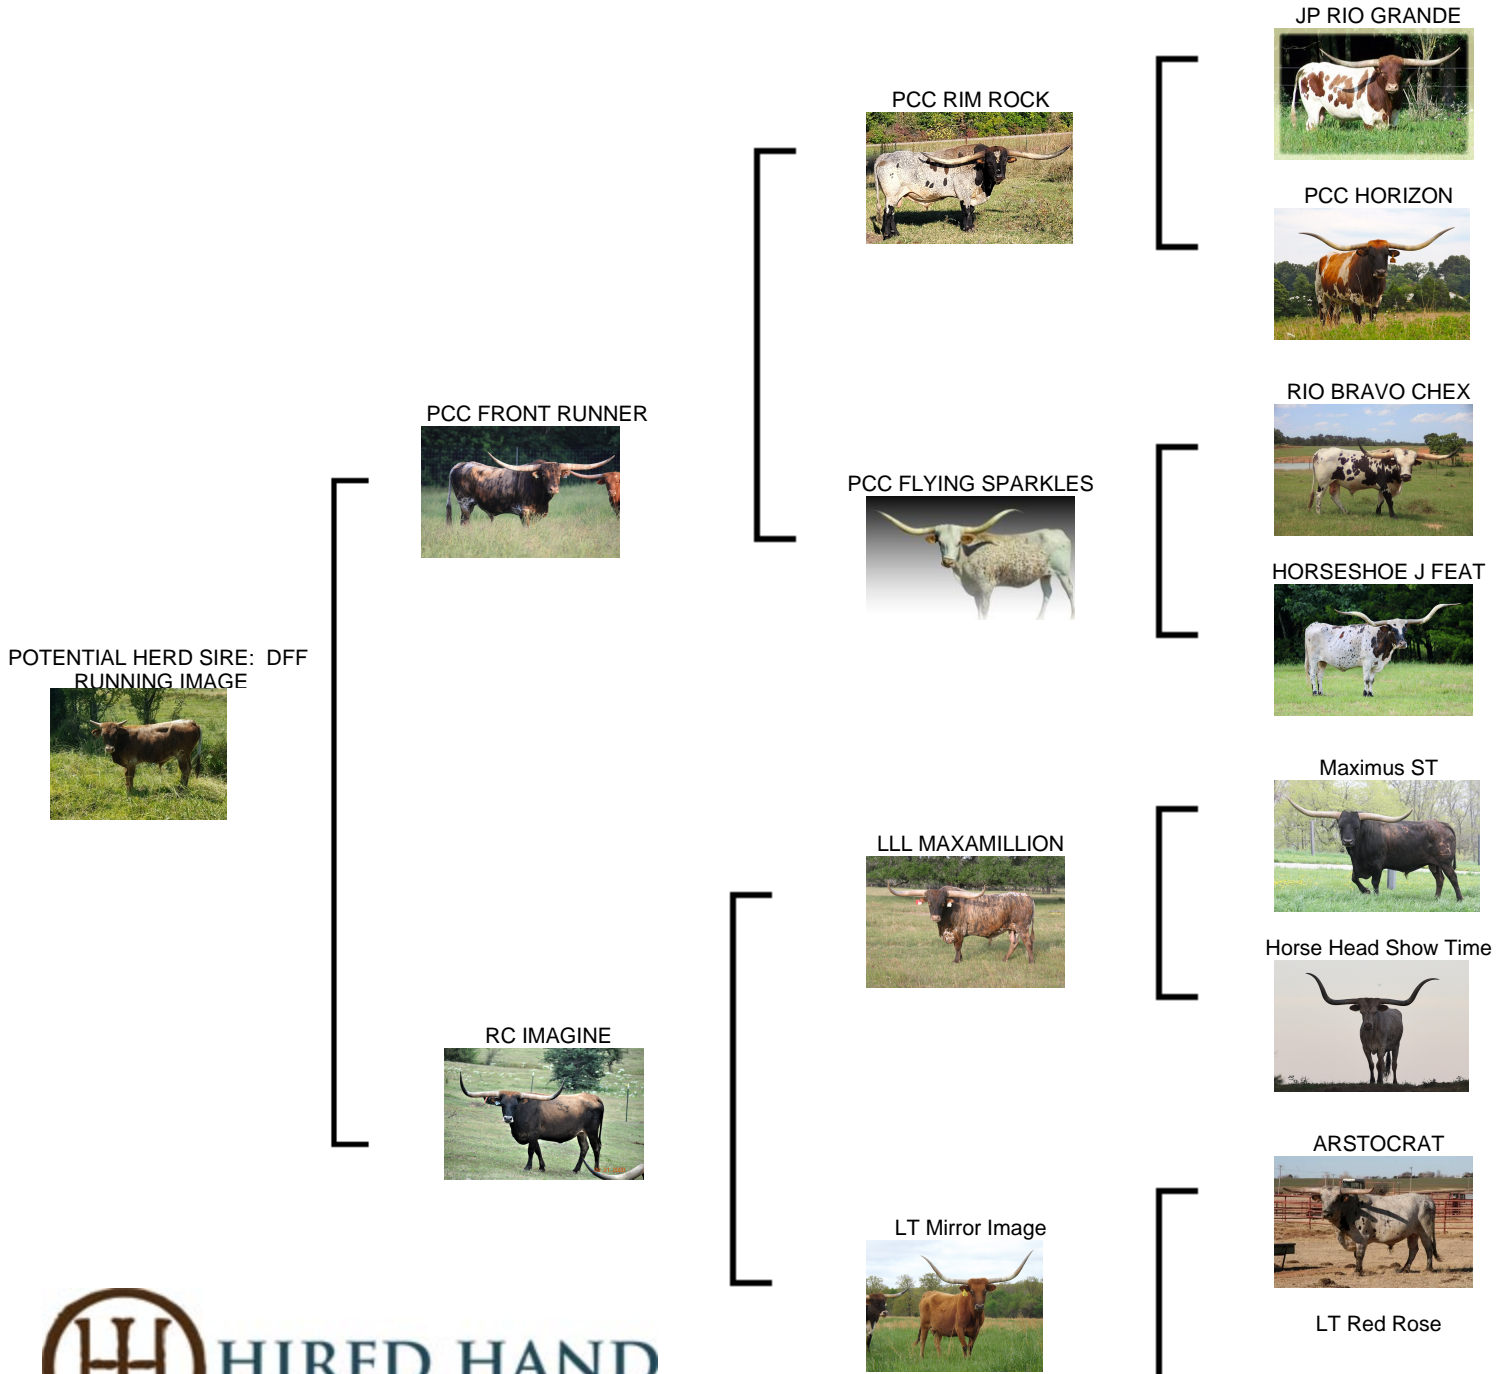 JP RIO GRANDE
PCC RIM ROCK
PCC HORIZON
RIO BRAVO CHEX
PCC FRONT RUNNER
PCC FLYING SPARKLES
HORSESHOE J FEAT
POTENTIAL HERD SIRE: DFF
RUNNING IMAGE
Maximus ST
LLL MAXAMILLION
Horse Head Show Time
RC IMAGINE
ARSTOCRAT
LT Mirror Image
LT Red Rose
HIRED HAND